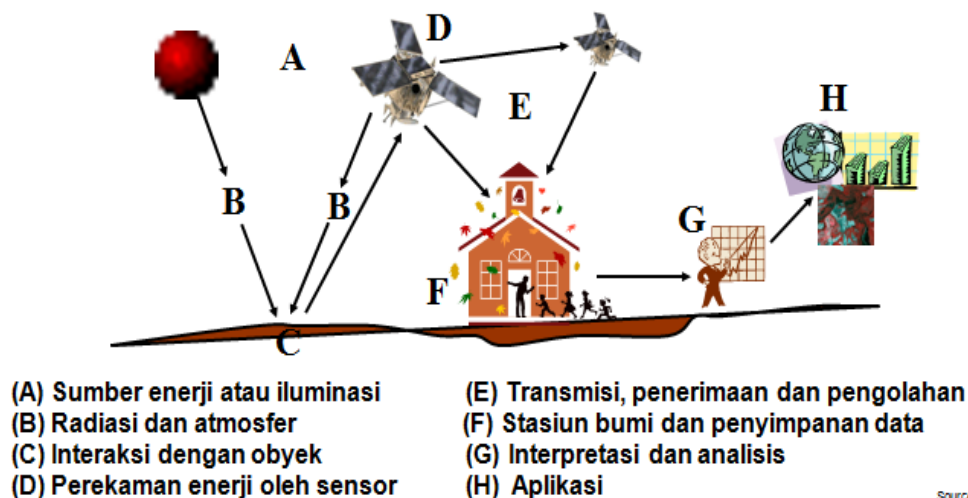 D
A
H
E
B
B
G
F
C
(A) Sumber enerji atau iluminasi
(B) Radiasi dan atmosfer
(C) Interaksi dengan obyek
(D) Perekaman enerji oleh sensor
(E) Transmisi, penerimaan dan pengolahan
(F) Stasiun bumi dan penyimpanan data
(G) Interpretasi dan analisis
(H) Aplikasi
Source